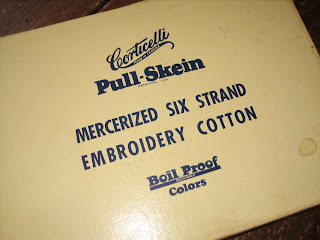 Corticelli
Pull-Skein
MERCERIZED SIX STRAND
EMBROIDERY COTTON
Boil Proof
Colors